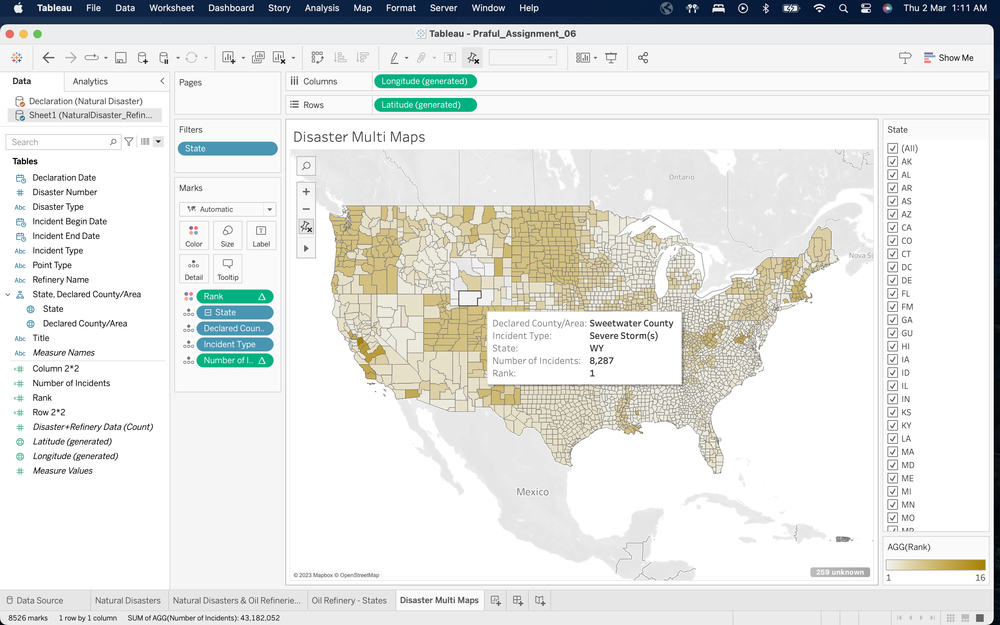 Tableau File Data Worksheet Dashboard Story Analysis Map Format Server Window Help Thu 2 Mar 1:11 AM
Tableau - Praful_Assignment_06
Show Me
Data Analytics
Declaration (Natural Disaster)
Sheet1 (NaturalDisaster_Refin...
Search
Tables
Declaration Date
Disaster Number
Abc Disaster Type
Incident Begin Date
Incident End Date
Abc Incident Type
Abc Point Type
Abc Refinery Name
State, Declared County/Area
State
Declared County/Area
Abc Title
Abc Measure Names
Column 2*2
Number of Incidents
Rank
Row 2*2
Disaster+Refinery Data (Count)
Latitude (generated)
Longitude (generated)
Measure Values
Pages
Filters
State
Marks
Automatic
Color Size Label
Detail Tooltip
Rank
State
Declared Coun..
Incident Type
Number of I..
Columns Longitude (generated)
Rows Latitude (generated)
Disaster Multi Maps
Ontario
Nova Sc
Declared County/Area: Sweetwater County
Incident Type: Severe Storm(s)
State: WY
Number of Incidents: 8,287
Rank: 1
Mexico
© 2023 Mapbox © OpenStreetMap
259 unknown
State
(All)
AK
AL
AR
AS
AZ
CA
CO
CT
DC
DE
FL
FM
GA
GU
HI
IA
ID
IL
IN
KS
KY
LA
MA
MD
ME
MI
MN
MO
AGG(Rank)
1 16
Data Source Natural Disasters Natural Disasters & Oil Refinerie... Oil Refinery - States Disaster Multi Maps
8526 marks 1 row by 1 column SUM of AGG(Number of Incidents): 43,182,052